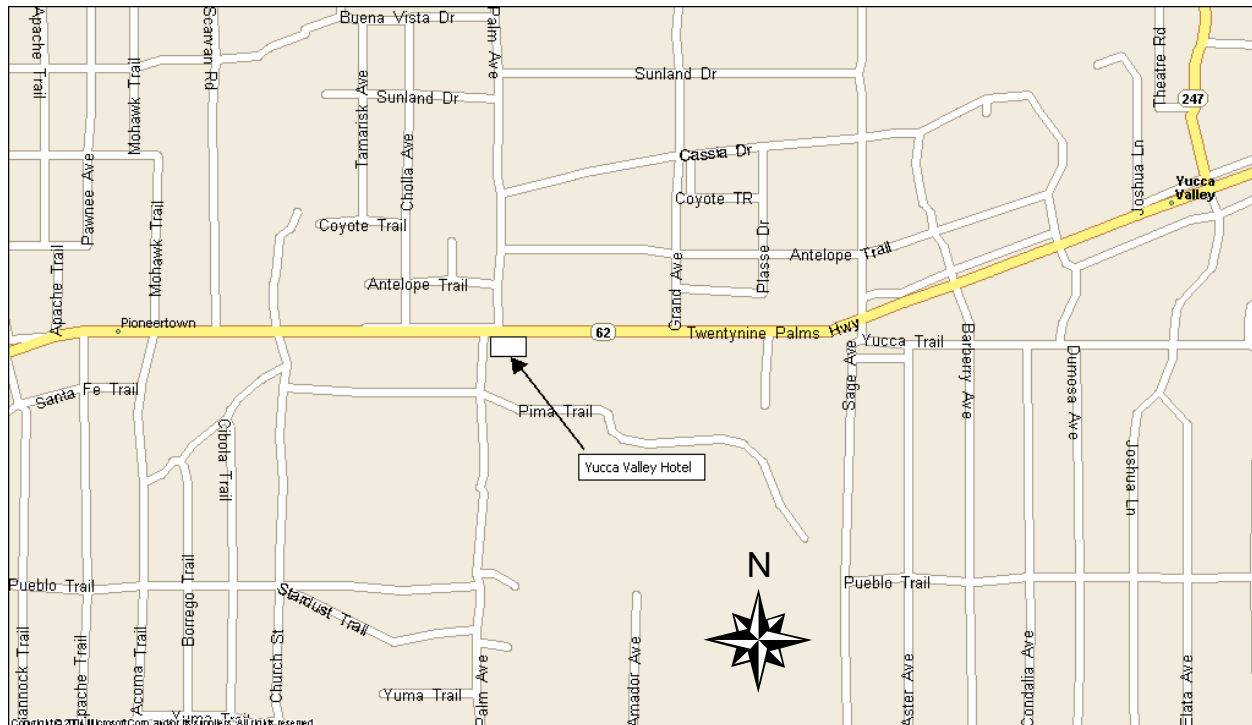 Apache Trail
Mohawk Trail
Scarvan Rd
Buena Vista Dr
Palm Ave
Sunland Dr
Theatre Rd
247
Sunland Dr
Tamarisk Ave
Cholla Ave
Cassia Dr
Joshua Ln
Yucca
Valley
Pawnee Ave
Mohawk Trail
Coyote TR
Coyote Trail
Plasse Dr
Antelope Trail
Apache Trail
Antelope Trail
Grand Ave
Pioneertown
62
Twentynine Palms Hwy
Yucca Trail
Sage Ave
Barberry Ave
Dumosa Ave
Santa Fe Trail
Pima Trail
Cibola Trail
Yucca Valley Hotel
Joshua Ln
N
Pueblo Trail
Borrego Trail
Stardust Trail
Pueblo Trail
Apache Trail
Acoma Trail
Church St
Palm Ave
Amador Ave
Aster Ave
Condalia Ave
Yuma Trail
Yuma Trail